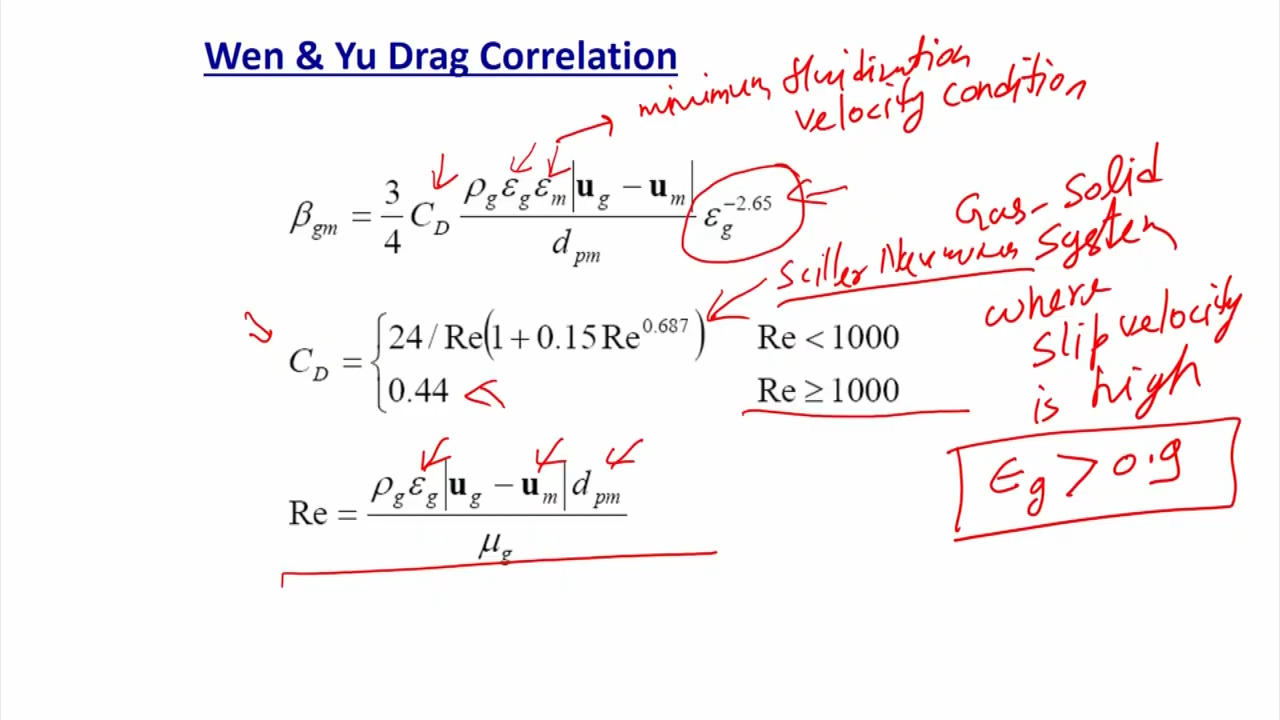 Wen & Yu Drag Correlation
minimum fluidization
velocity condition
β_gm = 3/4 C_D ρ_g ε_g ε_m |u_g − u_m| / d_pm ε_g^−2.65
Gas-Solid
System
where
slip velocity
is high
Sciller Neumann
C_D = { 24 / Re(1 + 0.15 Re^0.687) Re < 1000
0.44 Re ≥ 1000
ϵ_g > 0.9
Re = ρ_g ε_g |u_g − u_m| d_pm / μ_g